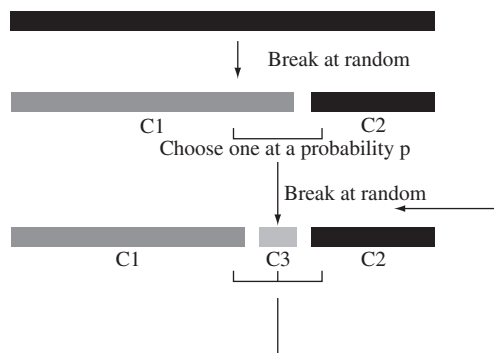 Break at random
C1 C2
Choose one at a probability p
Break at random
C1 C3 C2